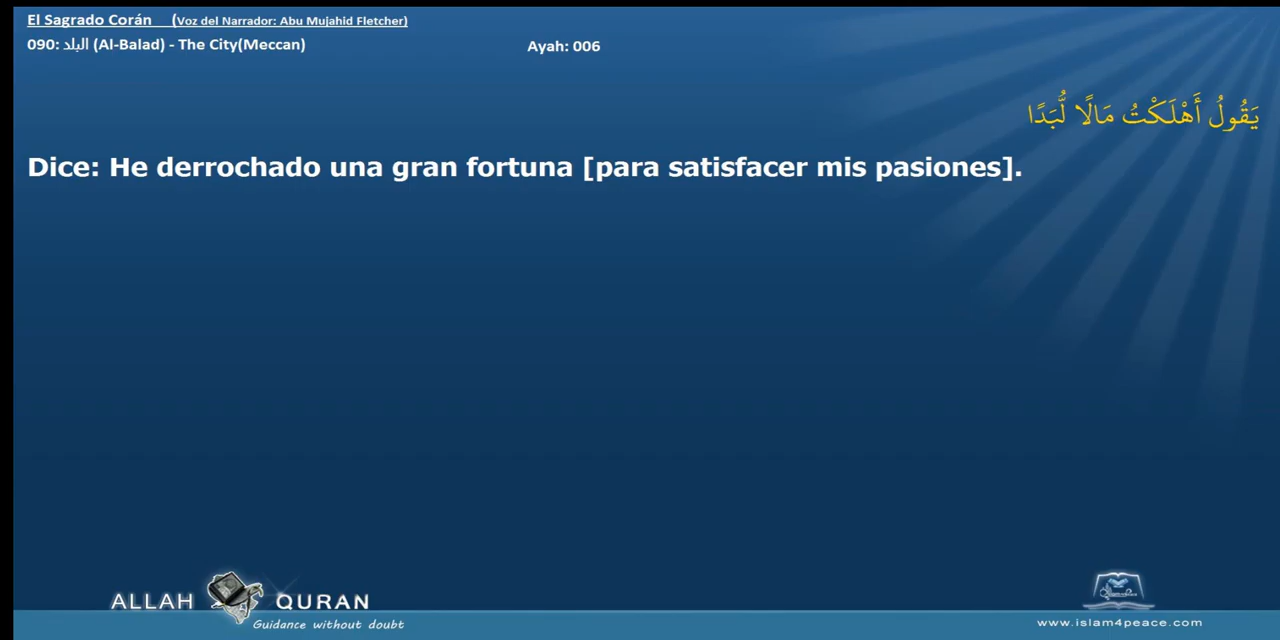 El Sagrado Corán (Voz del Narrador: Abu Mujahid Fletcher)
090: البلد (Al-Balad) - The City(Meccan) Ayah: 006
يَقُولُ أَهْلَكْتُ مَالًا لُّبَدًا
Dice: He derrochado una gran fortuna [para satisfacer mis pasiones].
ALLAH QURAN
Guidance without doubt
www.islam4peace.com